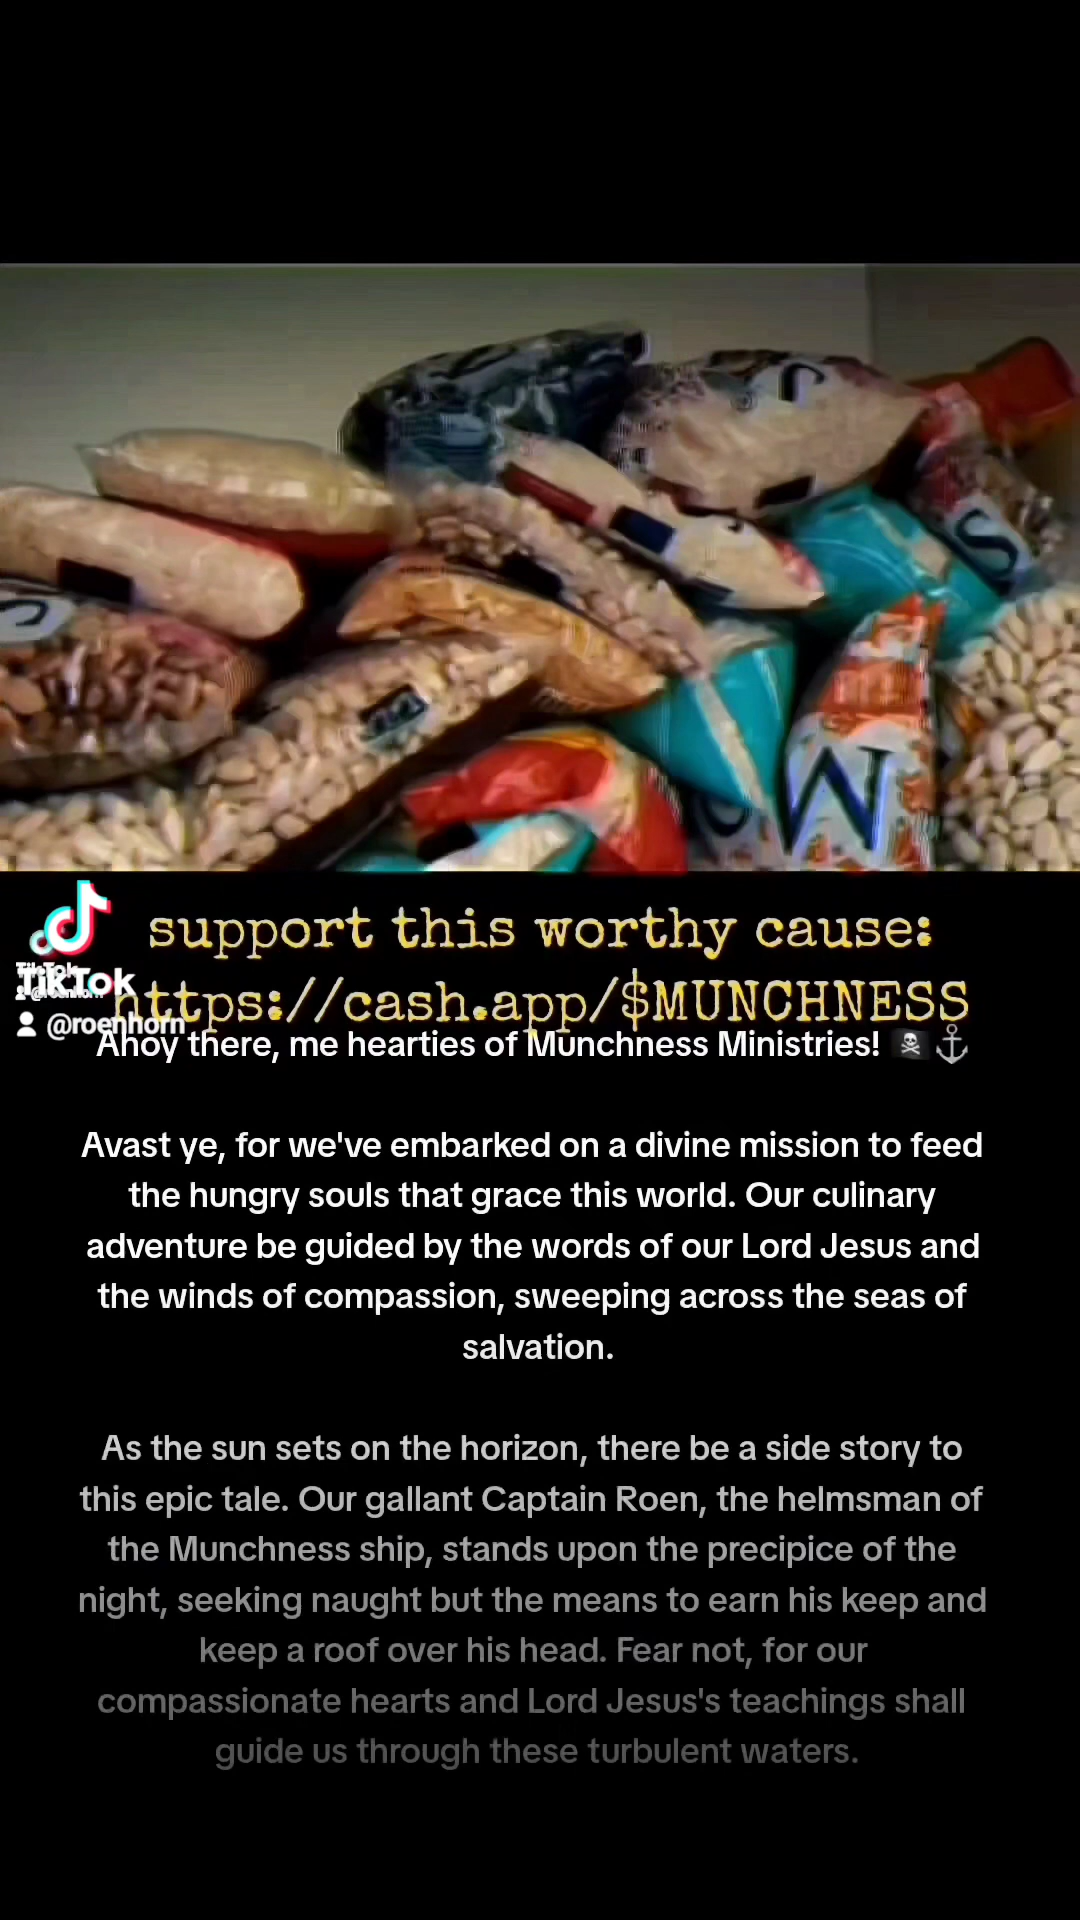 S
S
S
W
support this worthy cause:
https://cash.app/$MUNCHNESS
TikTok
@roenhorn
TikTok
@roenhorn
Ahoy there, me hearties of Munchness Ministries! 🏴‍☠️⚓
Avast ye, for we've embarked on a divine mission to feed
the hungry souls that grace this world. Our culinary
adventure be guided by the words of our Lord Jesus and
the winds of compassion, sweeping across the seas of
salvation.
As the sun sets on the horizon, there be a side story to
this epic tale. Our gallant Captain Roen, the helmsman of
the Munchness ship, stands upon the precipice of the
night, seeking naught but the means to earn his keep and
keep a roof over his head. Fear not, for our
compassionate hearts and Lord Jesus's teachings shall
guide us through these turbulent waters.